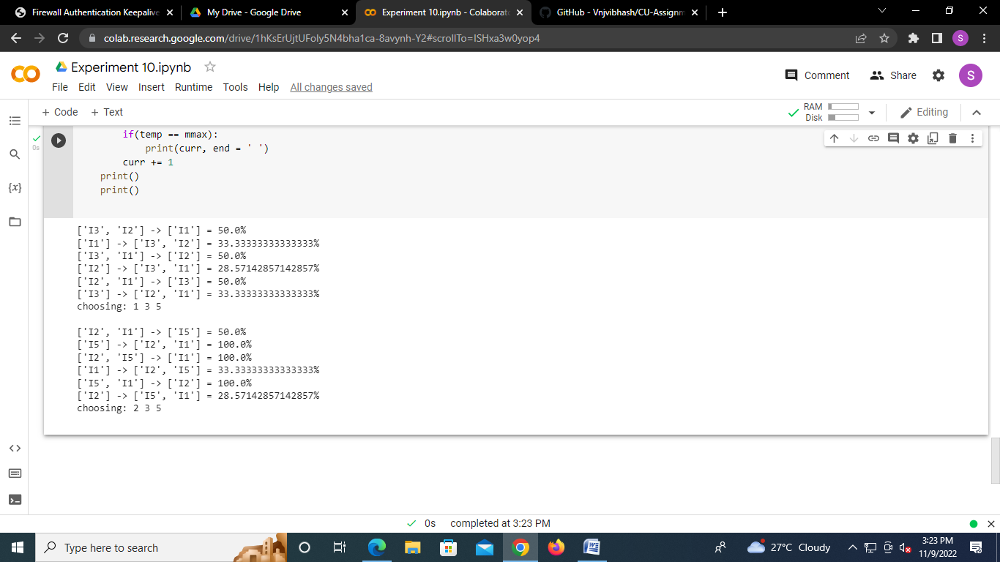 Firewall Authentication Keepalive
My Drive - Google Drive
Experiment 10.ipynb - Colaborato
GitHub - Vnjvibhash/CU-Assignm
colab.research.google.com/drive/1hKsErUjtUFoly5N4bha1ca-8avynh-Y2#scrollTo=ISHxa3w0yop4
S
Experiment 10.ipynb
File Edit View Insert Runtime Tools Help All changes saved
Comment
Share
S
+ Code + Text
RAM
Disk
Editing
0s
if(temp == mmax):
print(curr, end = ' ')
curr += 1
print()
print()
{x}
['I3', 'I2'] -> ['I1'] = 50.0%
['I1'] -> ['I3', 'I2'] = 33.33333333333333%
['I3', 'I1'] -> ['I2'] = 50.0%
['I2'] -> ['I3', 'I1'] = 28.57142857142857%
['I2', 'I1'] -> ['I3'] = 50.0%
['I3'] -> ['I2', 'I1'] = 33.33333333333333%
choosing: 1 3 5
['I2', 'I1'] -> ['I5'] = 50.0%
['I5'] -> ['I2', 'I1'] = 100.0%
['I2', 'I5'] -> ['I1'] = 100.0%
['I1'] -> ['I2', 'I5'] = 33.33333333333333%
['I5', 'I1'] -> ['I2'] = 100.0%
['I2'] -> ['I5', 'I1'] = 28.57142857142857%
choosing: 2 3 5
0s completed at 3:23 PM
Type here to search
27°C Cloudy
3:23 PM
11/9/2022